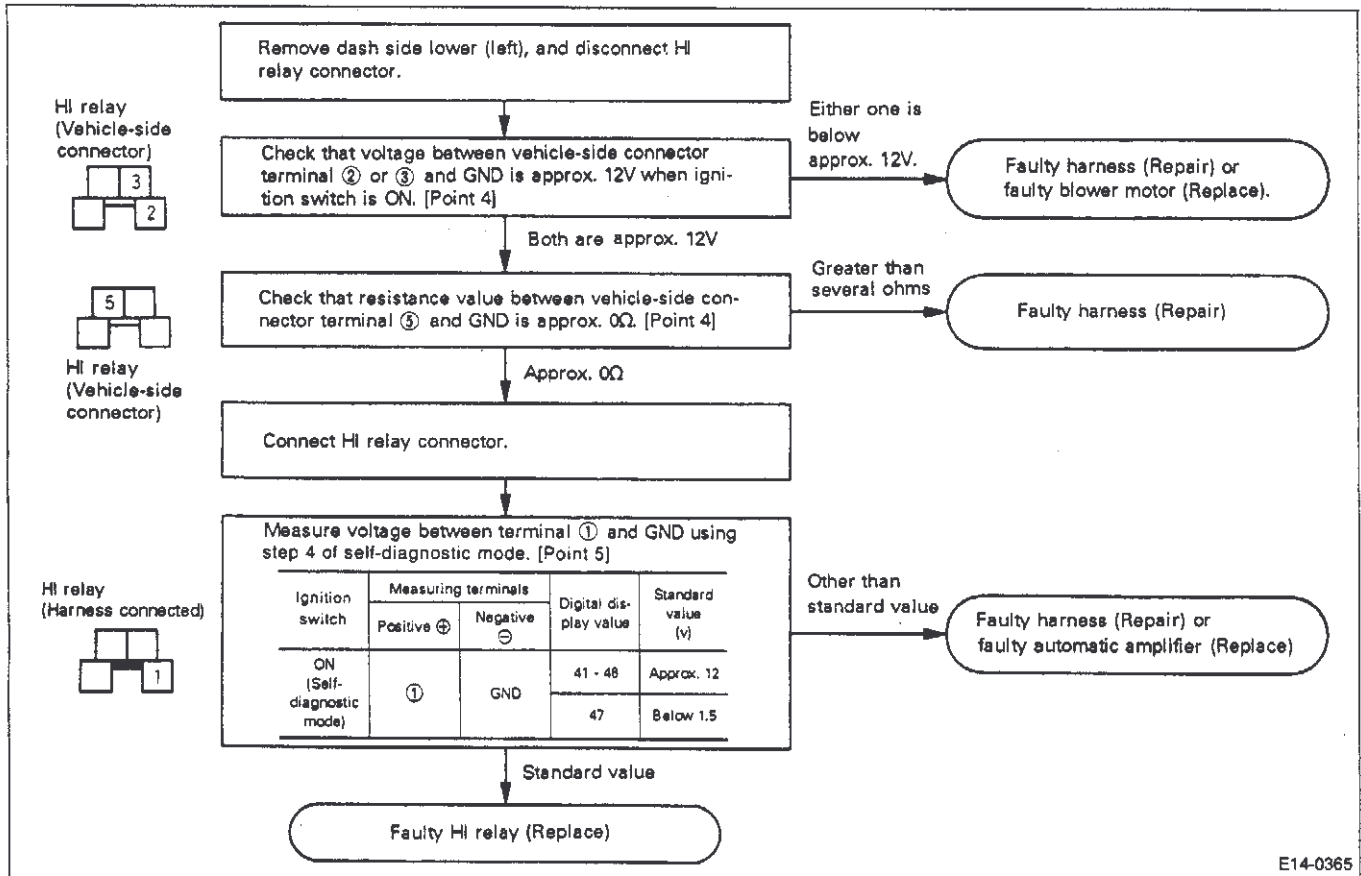 Remove dash side lower (left), and disconnect HI
relay connector.
HI relay
(Vehicle-side
connector)
3
2
Check that voltage between vehicle-side connector
terminal ② or ③ and GND is approx. 12V when igni-
tion switch is ON. [Point 4]
Either one is
below
approx. 12V.
Faulty harness (Repair) or
faulty blower motor (Replace).
Both are approx. 12V
5
HI relay
(Vehicle-side
connector)
Check that resistance value between vehicle-side con-
nector terminal ⑤ and GND is approx. 0Ω. [Point 4]
Greater than
several ohms
Faulty harness (Repair)
Approx. 0Ω
Connect HI relay connector.
HI relay
(Harness connected)
1
Measure voltage between terminal ① and GND using
step 4 of self-diagnostic mode. [Point 5]
Ignition
switch
Measuring terminals
Positive ⊕
Negative
⊖
Digital dis-
play value
Standard
value
(v)
ON
(Self-
diagnostic
mode)
①
GND
41 - 46
Approx. 12
47
Below 1.5
Other than
standard value
Faulty harness (Repair) or
faulty automatic amplifier (Replace)
Standard value
Faulty HI relay (Replace)
E14-0365